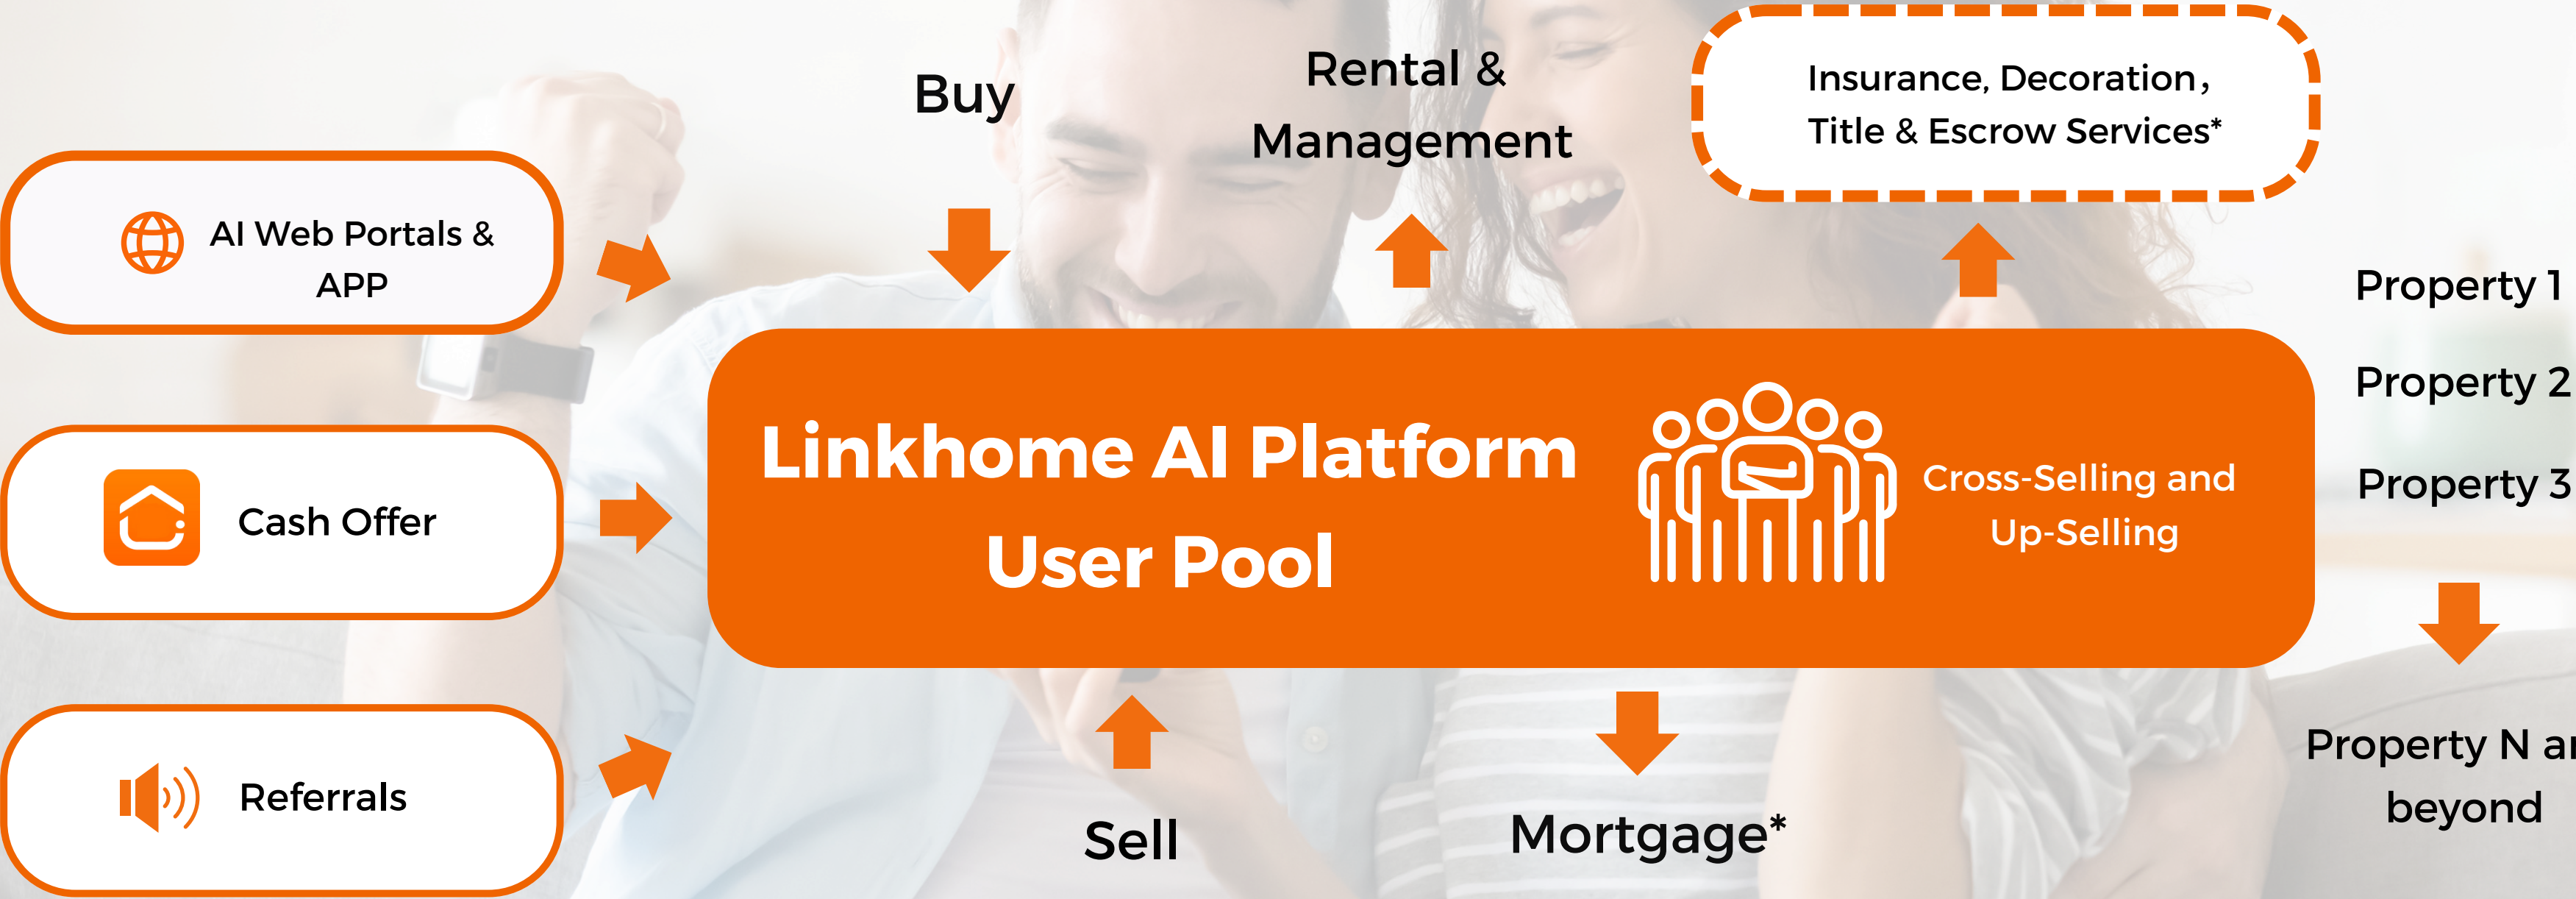 Buy
Rental &
Management
Insurance, Decoration，
Title & Escrow Services*
AI Web Portals &
APP
Cash Offer
Referrals
Linkhome AI Platform
User Pool
Cross-Selling and
Up-Selling
Property 1
Property 2
Property 3
Property N
beyond
Sell
Mortgage*